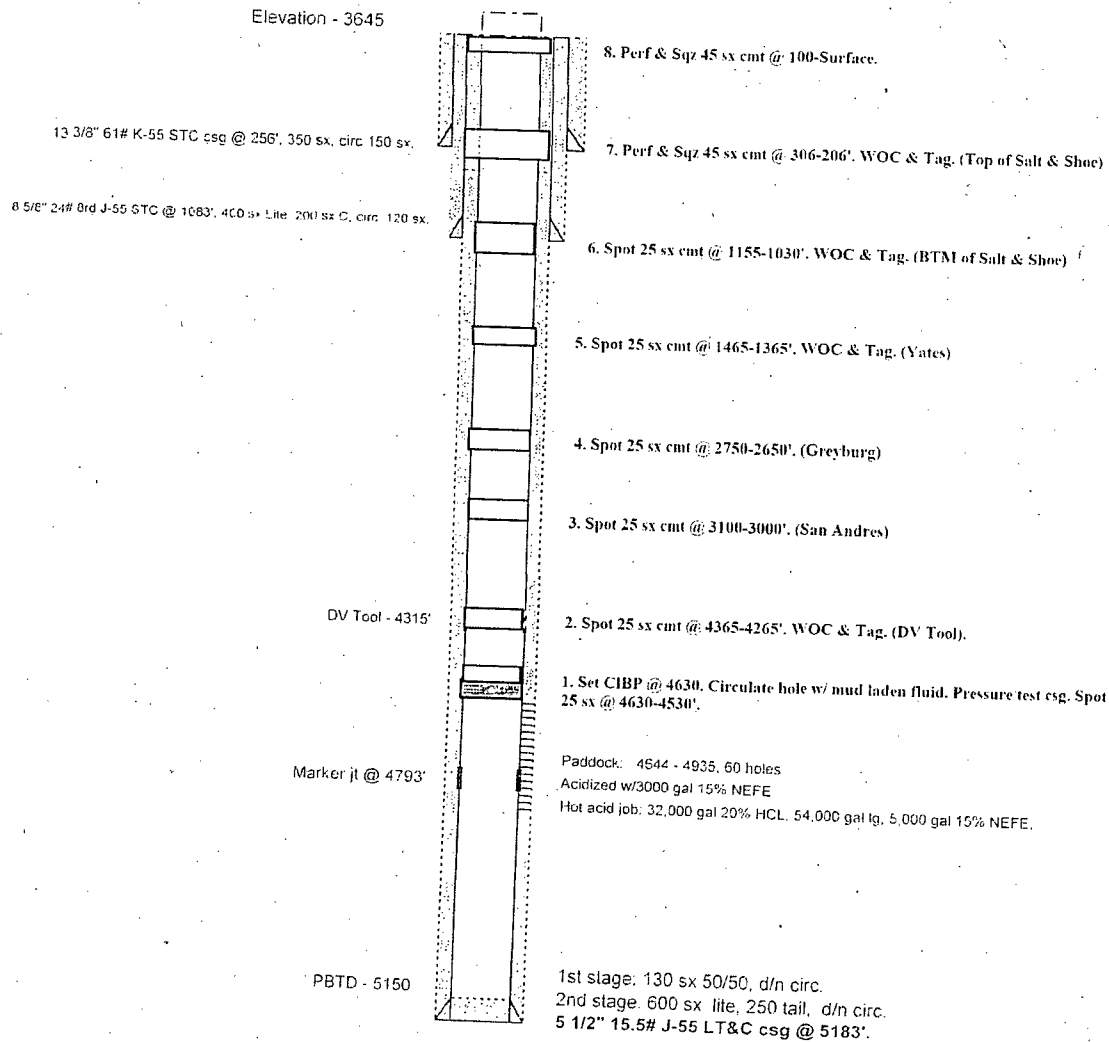 Elevation - 3645
8. Perf & Sqz 45 sx cmt @ 100-Surface.
13 3/8" 61# K-55 STC csg @ 256', 350 sx, circ 150 sx.
7. Perf & Sqz 45 sx cmt @ 306-206'. WOC & Tag. (Top of Salt & Shoe)
8 5/8" 24# 8rd J-55 STC @ 1083', 400 sx Lite 200 sx C, circ 120 sx.
6. Spot 25 sx cmt @ 1155-1030'. WOC & Tag. (BTM of Salt & Shoe)
5. Spot 25 sx cmt @ 1465-1365'. WOC & Tag. (Yates)
4. Spot 25 sx cmt @ 2750-2650'. (Greyburg)
3. Spot 25 sx cmt @ 3100-3000'. (San Andres)
DV Tool - 4315'
2. Spot 25 sx cmt @ 4365-4265'. WOC & Tag. (DV Tool).
1. Set CIBP @ 4630. Circulate hole w/ mud laden fluid. Pressure test csg. Spot
25 sx @ 4630-4530'.
Marker jt @ 4793'
Paddock: 4644 - 4935, 60 holes
Acidized w/3000 gal 15% NEFE
Hot acid job: 32,000 gal 20% HCL. 54,000 gal lg, 5,000 gal 15% NEFE.
PBTD - 5150
1st stage: 130 sx 50/50, d/n circ.
2nd stage. 600 sx lite, 250 tail, d/n circ.
5 1/2" 15.5# J-55 LT&C csg @ 5183'.